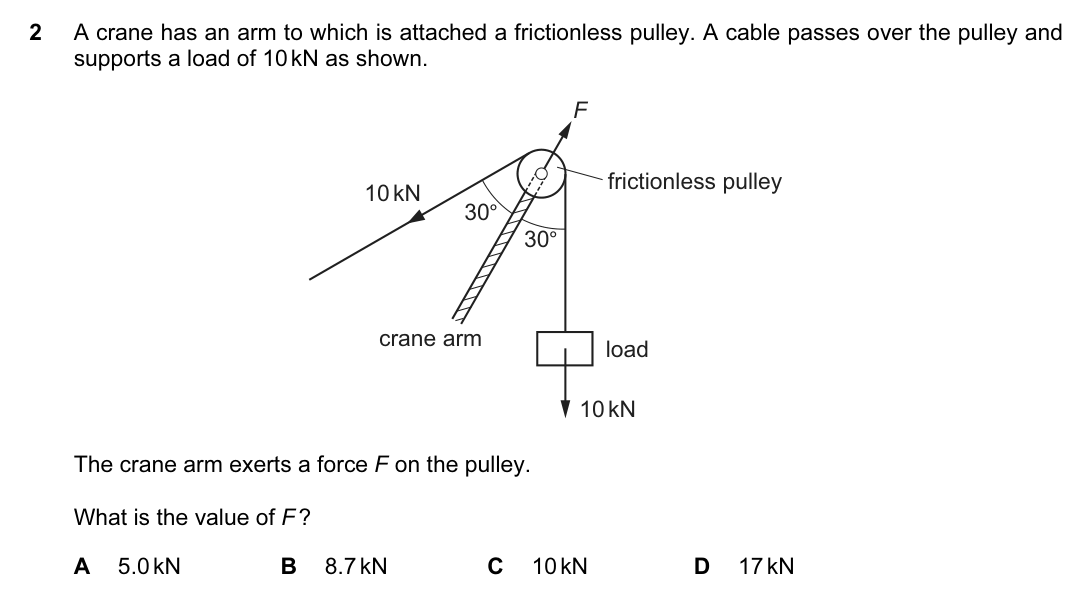 2 A crane has an arm to which is attached a frictionless pulley. A cable passes over the pulley and
supports a load of 10 kN as shown.
F
frictionless pulley
10 kN
30°
30°
crane arm
load
10 kN
The crane arm exerts a force F on the pulley.
What is the value of F?
A 5.0 kN B 8.7 kN C 10 kN D 17 kN